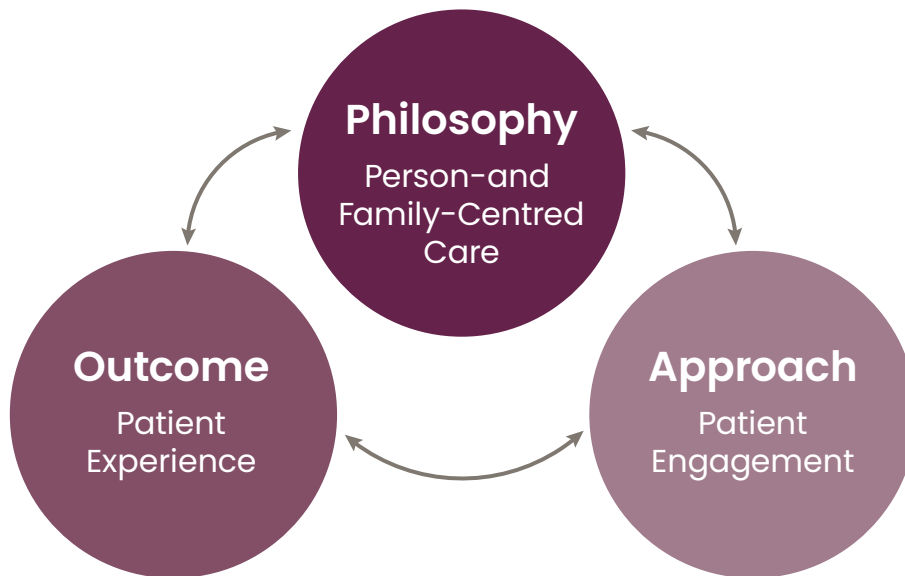 Philosophy
Person-and
Family-Centred
Care
Outcome
Patient
Experience
Approach
Patient
Engagement